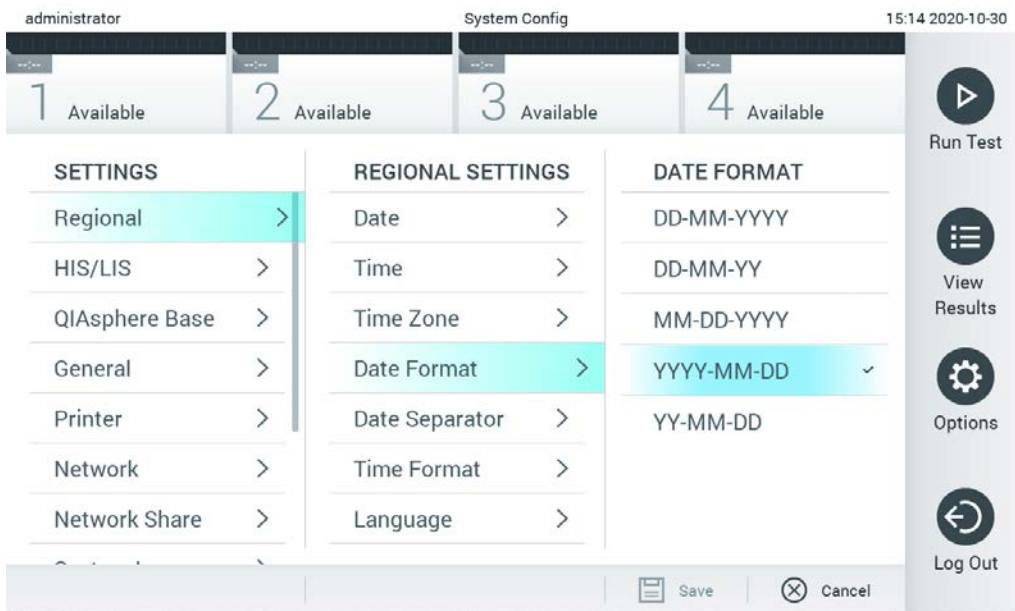 administrator
System Config
15:14 2020-10-30
--:--
--:--
--:--
--:--
1 Available
2 Available
3 Available
4 Available
Run Test
View
Results
Options
Log Out
SETTINGS
Regional
HIS/LIS
QIAsphere Base
General
Printer
Network
Network Share
REGIONAL SETTINGS
Date
Time
Time Zone
Date Format
Date Separator
Time Format
Language
DATE FORMAT
DD-MM-YYYY
DD-MM-YY
MM-DD-YYYY
YYYY-MM-DD
YY-MM-DD
Save
Cancel